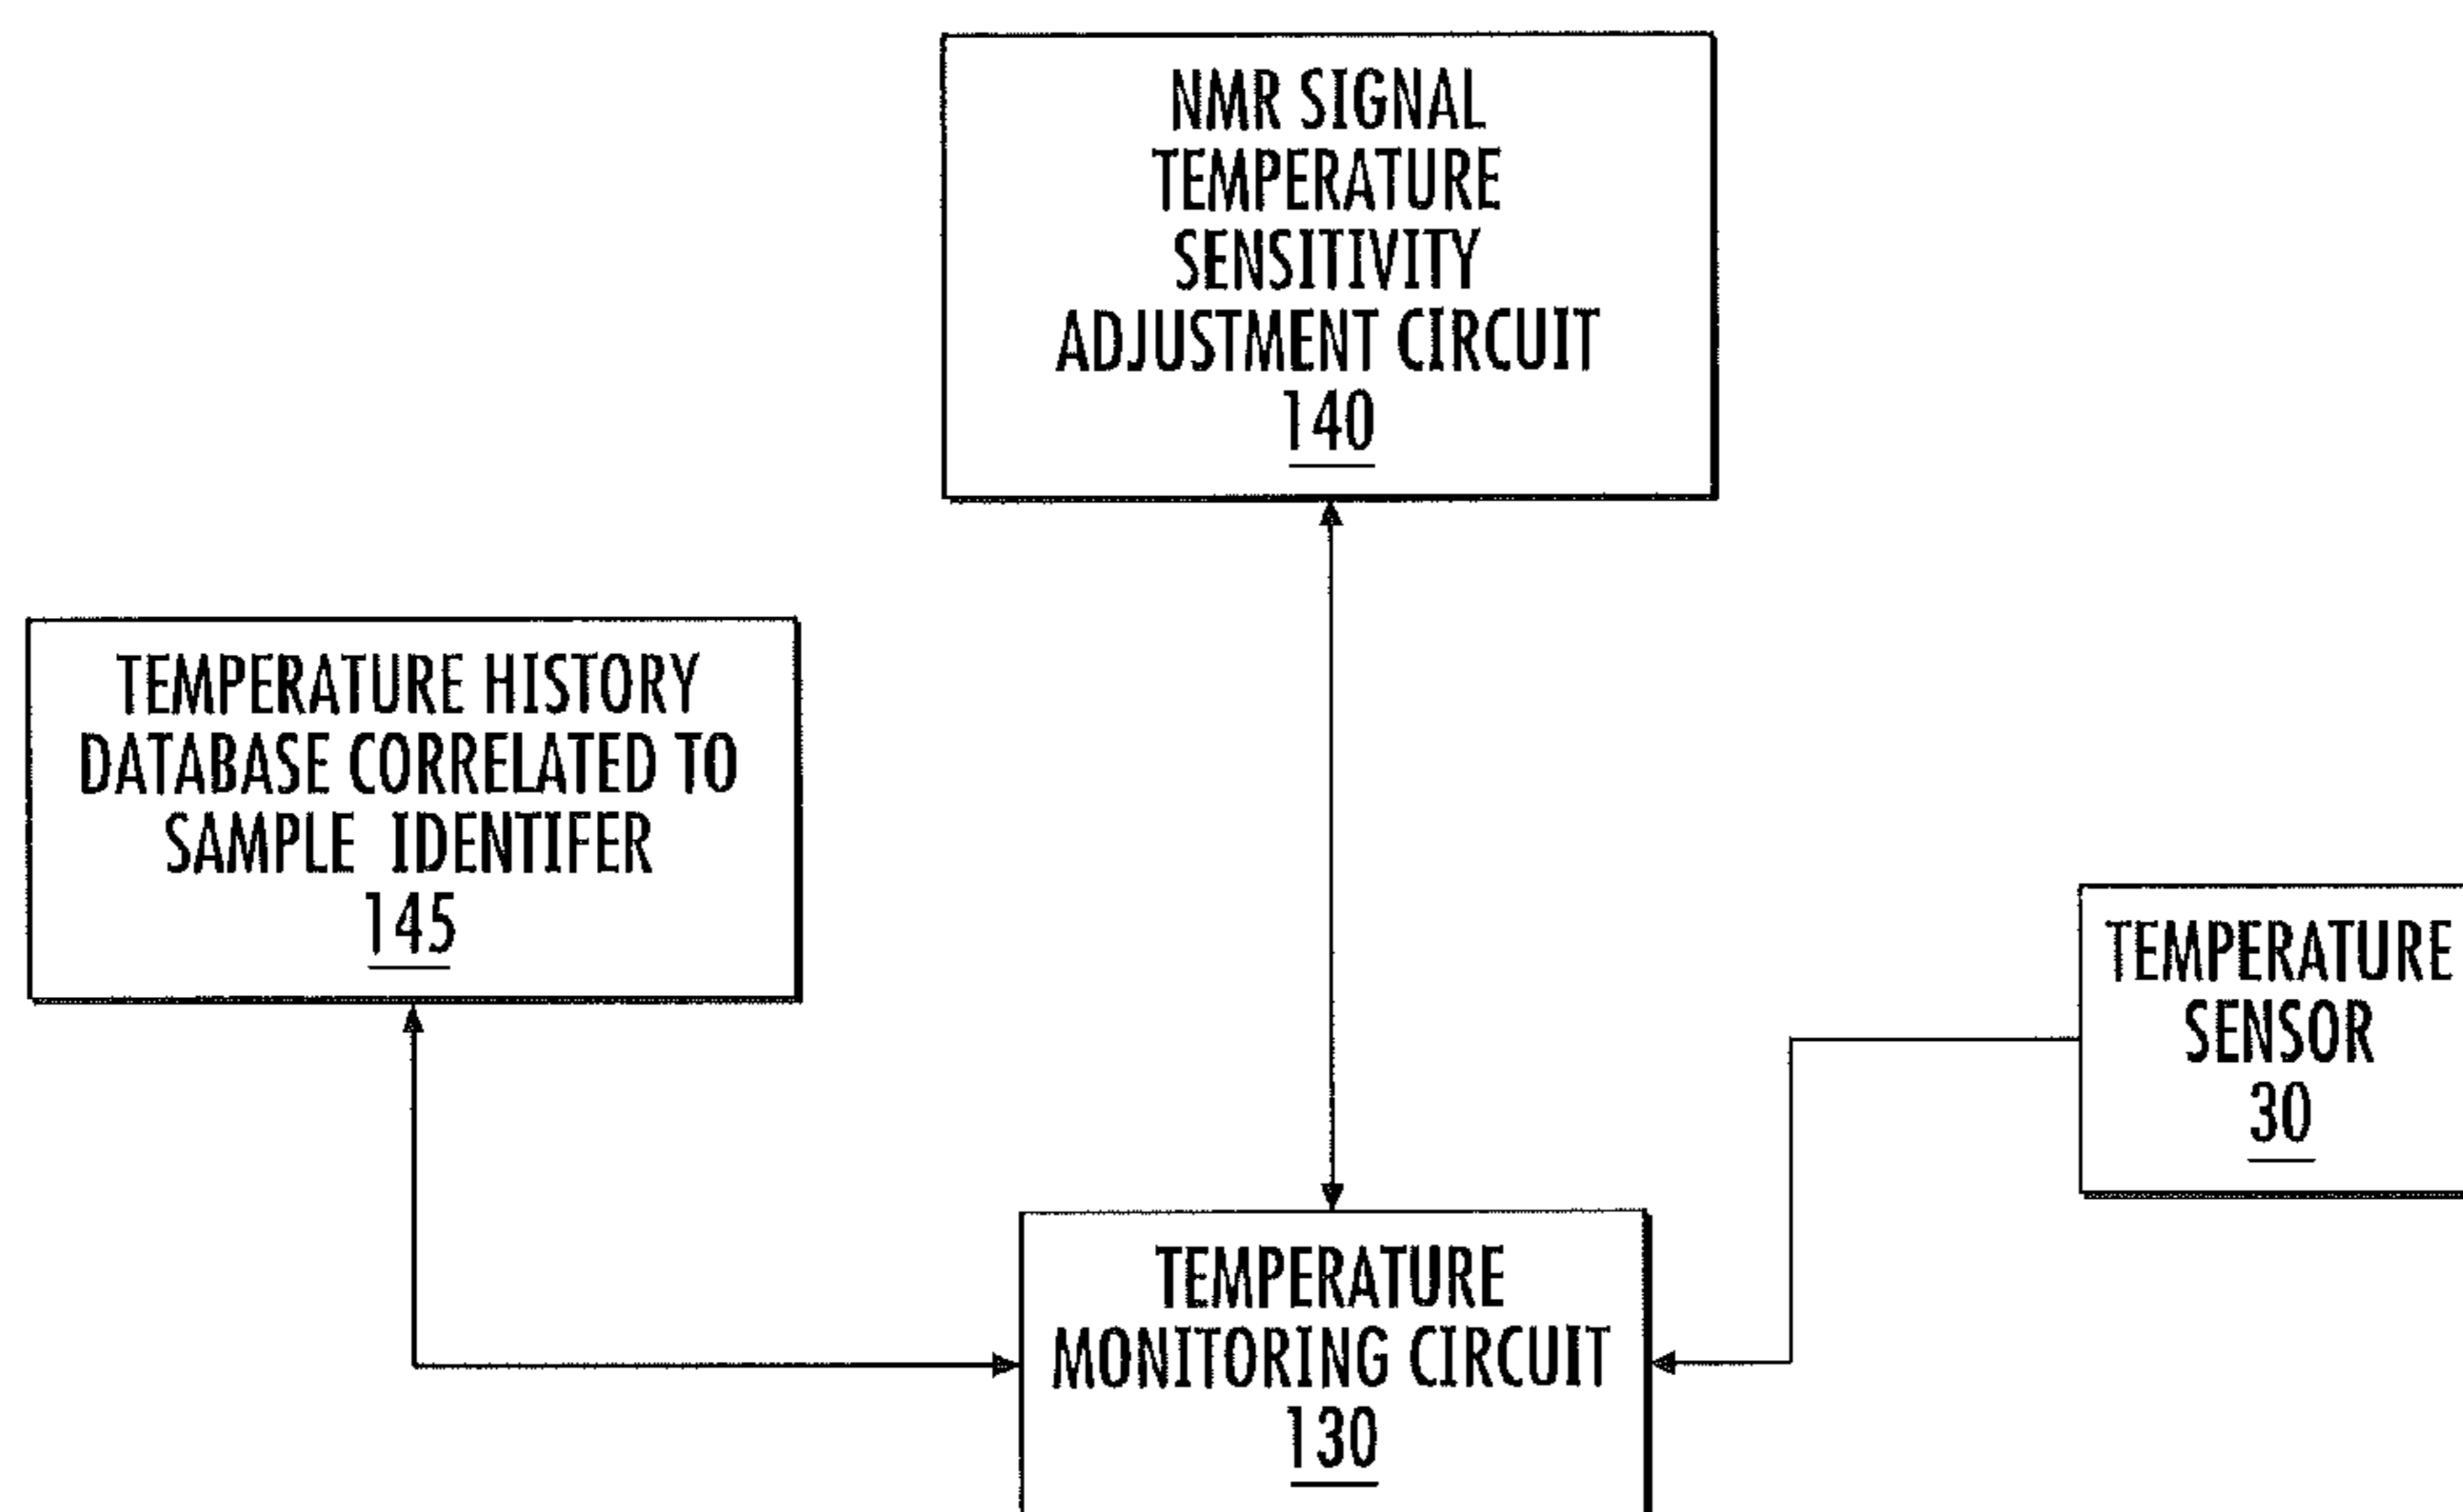 NMR SIGNAL
TEMPERATURE
SENSITIVITY
ADJUSTMENT CIRCUIT
140
TEMPERATURE HISTORY
DATABASE CORRELATED TO
SAMPLE IDENTIFER
145
TEMPERATURE
SENSOR
30
TEMPERATURE
MONITORING CIRCUIT
130